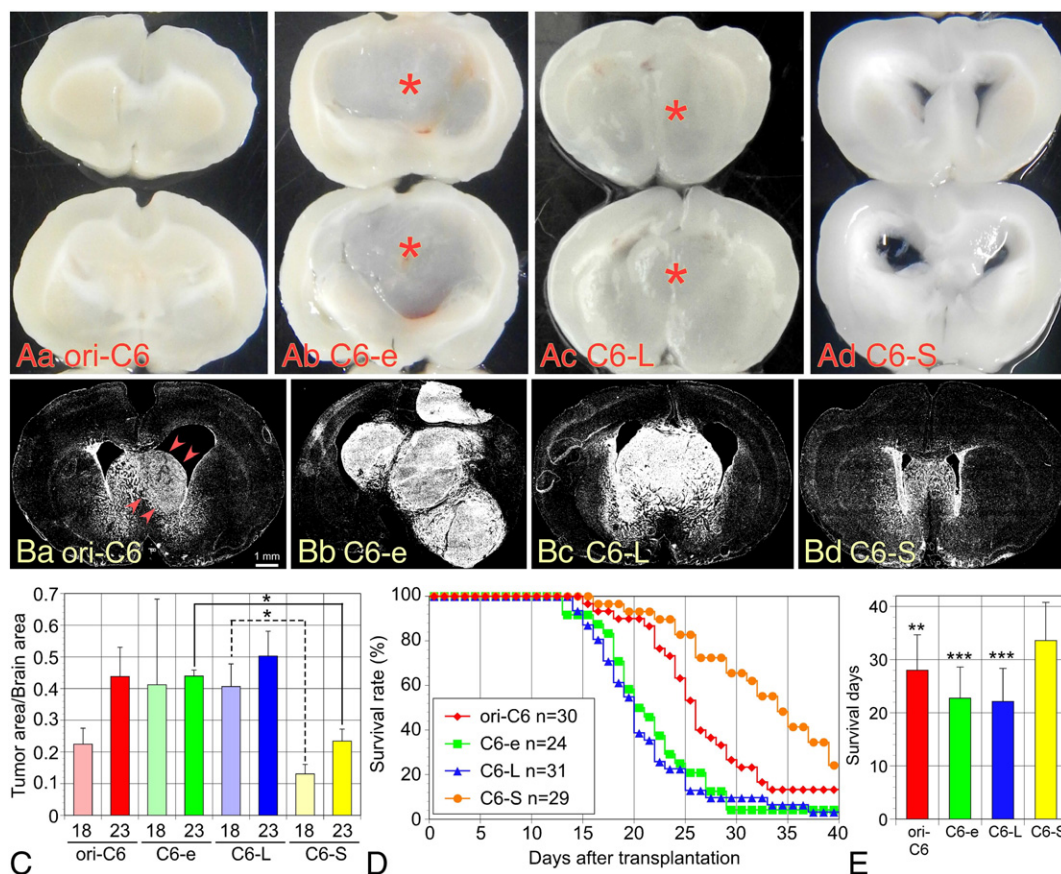 *
*
*
*
Aa ori-C6
Ab C6-e
Ac C6-L
Ad C6-S
Ba ori-C6
1 mm
Bb C6-e
Bc C6-L
Bd C6-S
C
Tumor area/Brain area
0.7
0.6
0.5
0.4
0.3
0.2
0.1
0
*
*
18 23 18 23 18 23 18 23
ori-C6 C6-e C6-L C6-S
D
Survival rate (%)
100
80
60
40
20
0
ori-C6 n=30
C6-e n=24
C6-L n=31
C6-S n=29
0 5 10 15 20 25 30 35 40
Days after transplantation
E
Survival days
40
30
20
10
0
**
***
***
ori-C6
C6-e
C6-L
C6-S